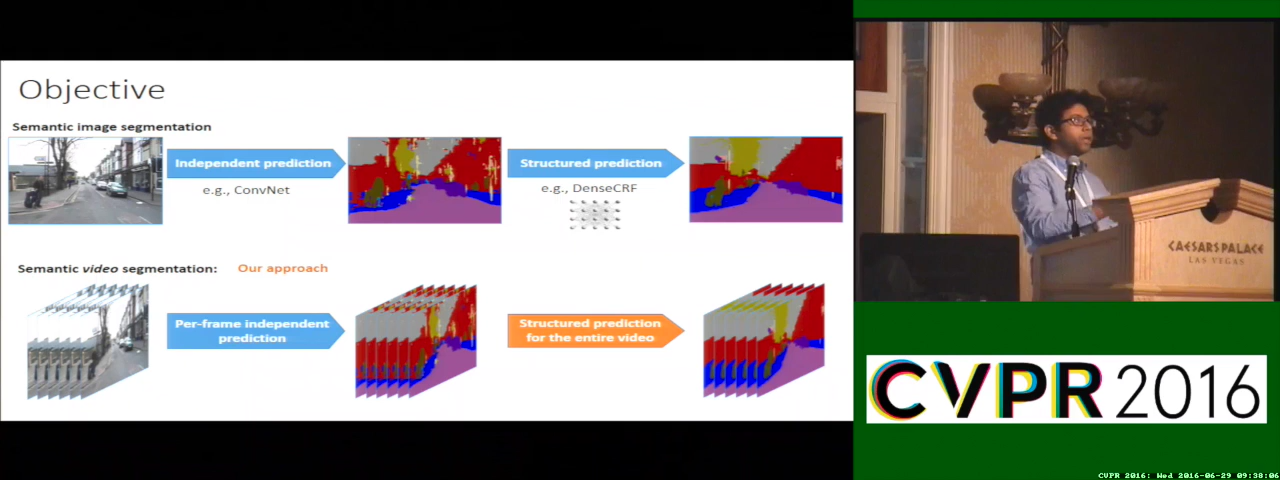 Objective
Semantic image segmentation
Independent prediction
e.g., ConvNet
Structured prediction
e.g., DenseCRF
Semantic video segmentation: Our approach
Per-frame independent
prediction
Structured prediction
for the entire video
CAESARS PALACE
LAS VEGAS
CVPR 2016
CVPR 2016: Wed 2016-06-29 09:38:06